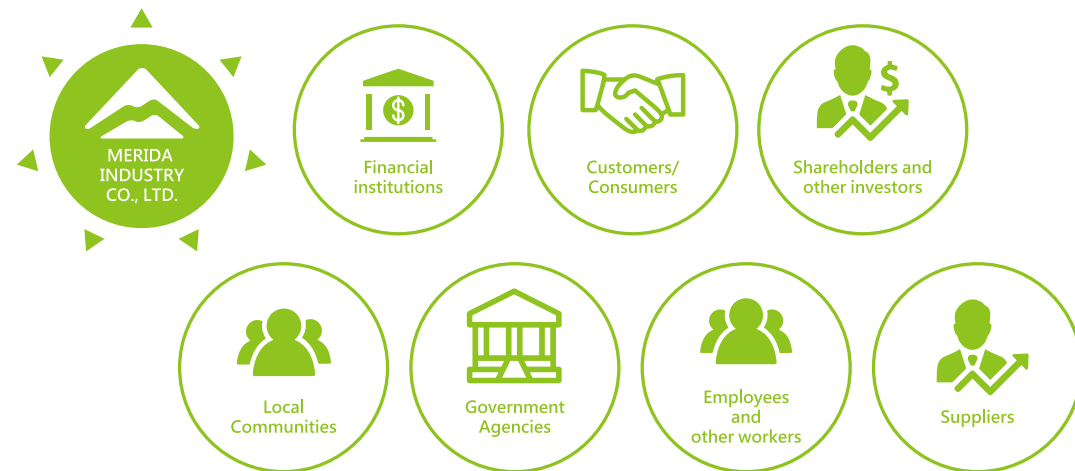 MERIDA
INDUSTRY
CO., LTD.
$
Financial
institutions
Customers/
Consumers
$
Shareholders and
other investors
Local
Communities
Government
Agencies
Employees
and
other workers
Suppliers